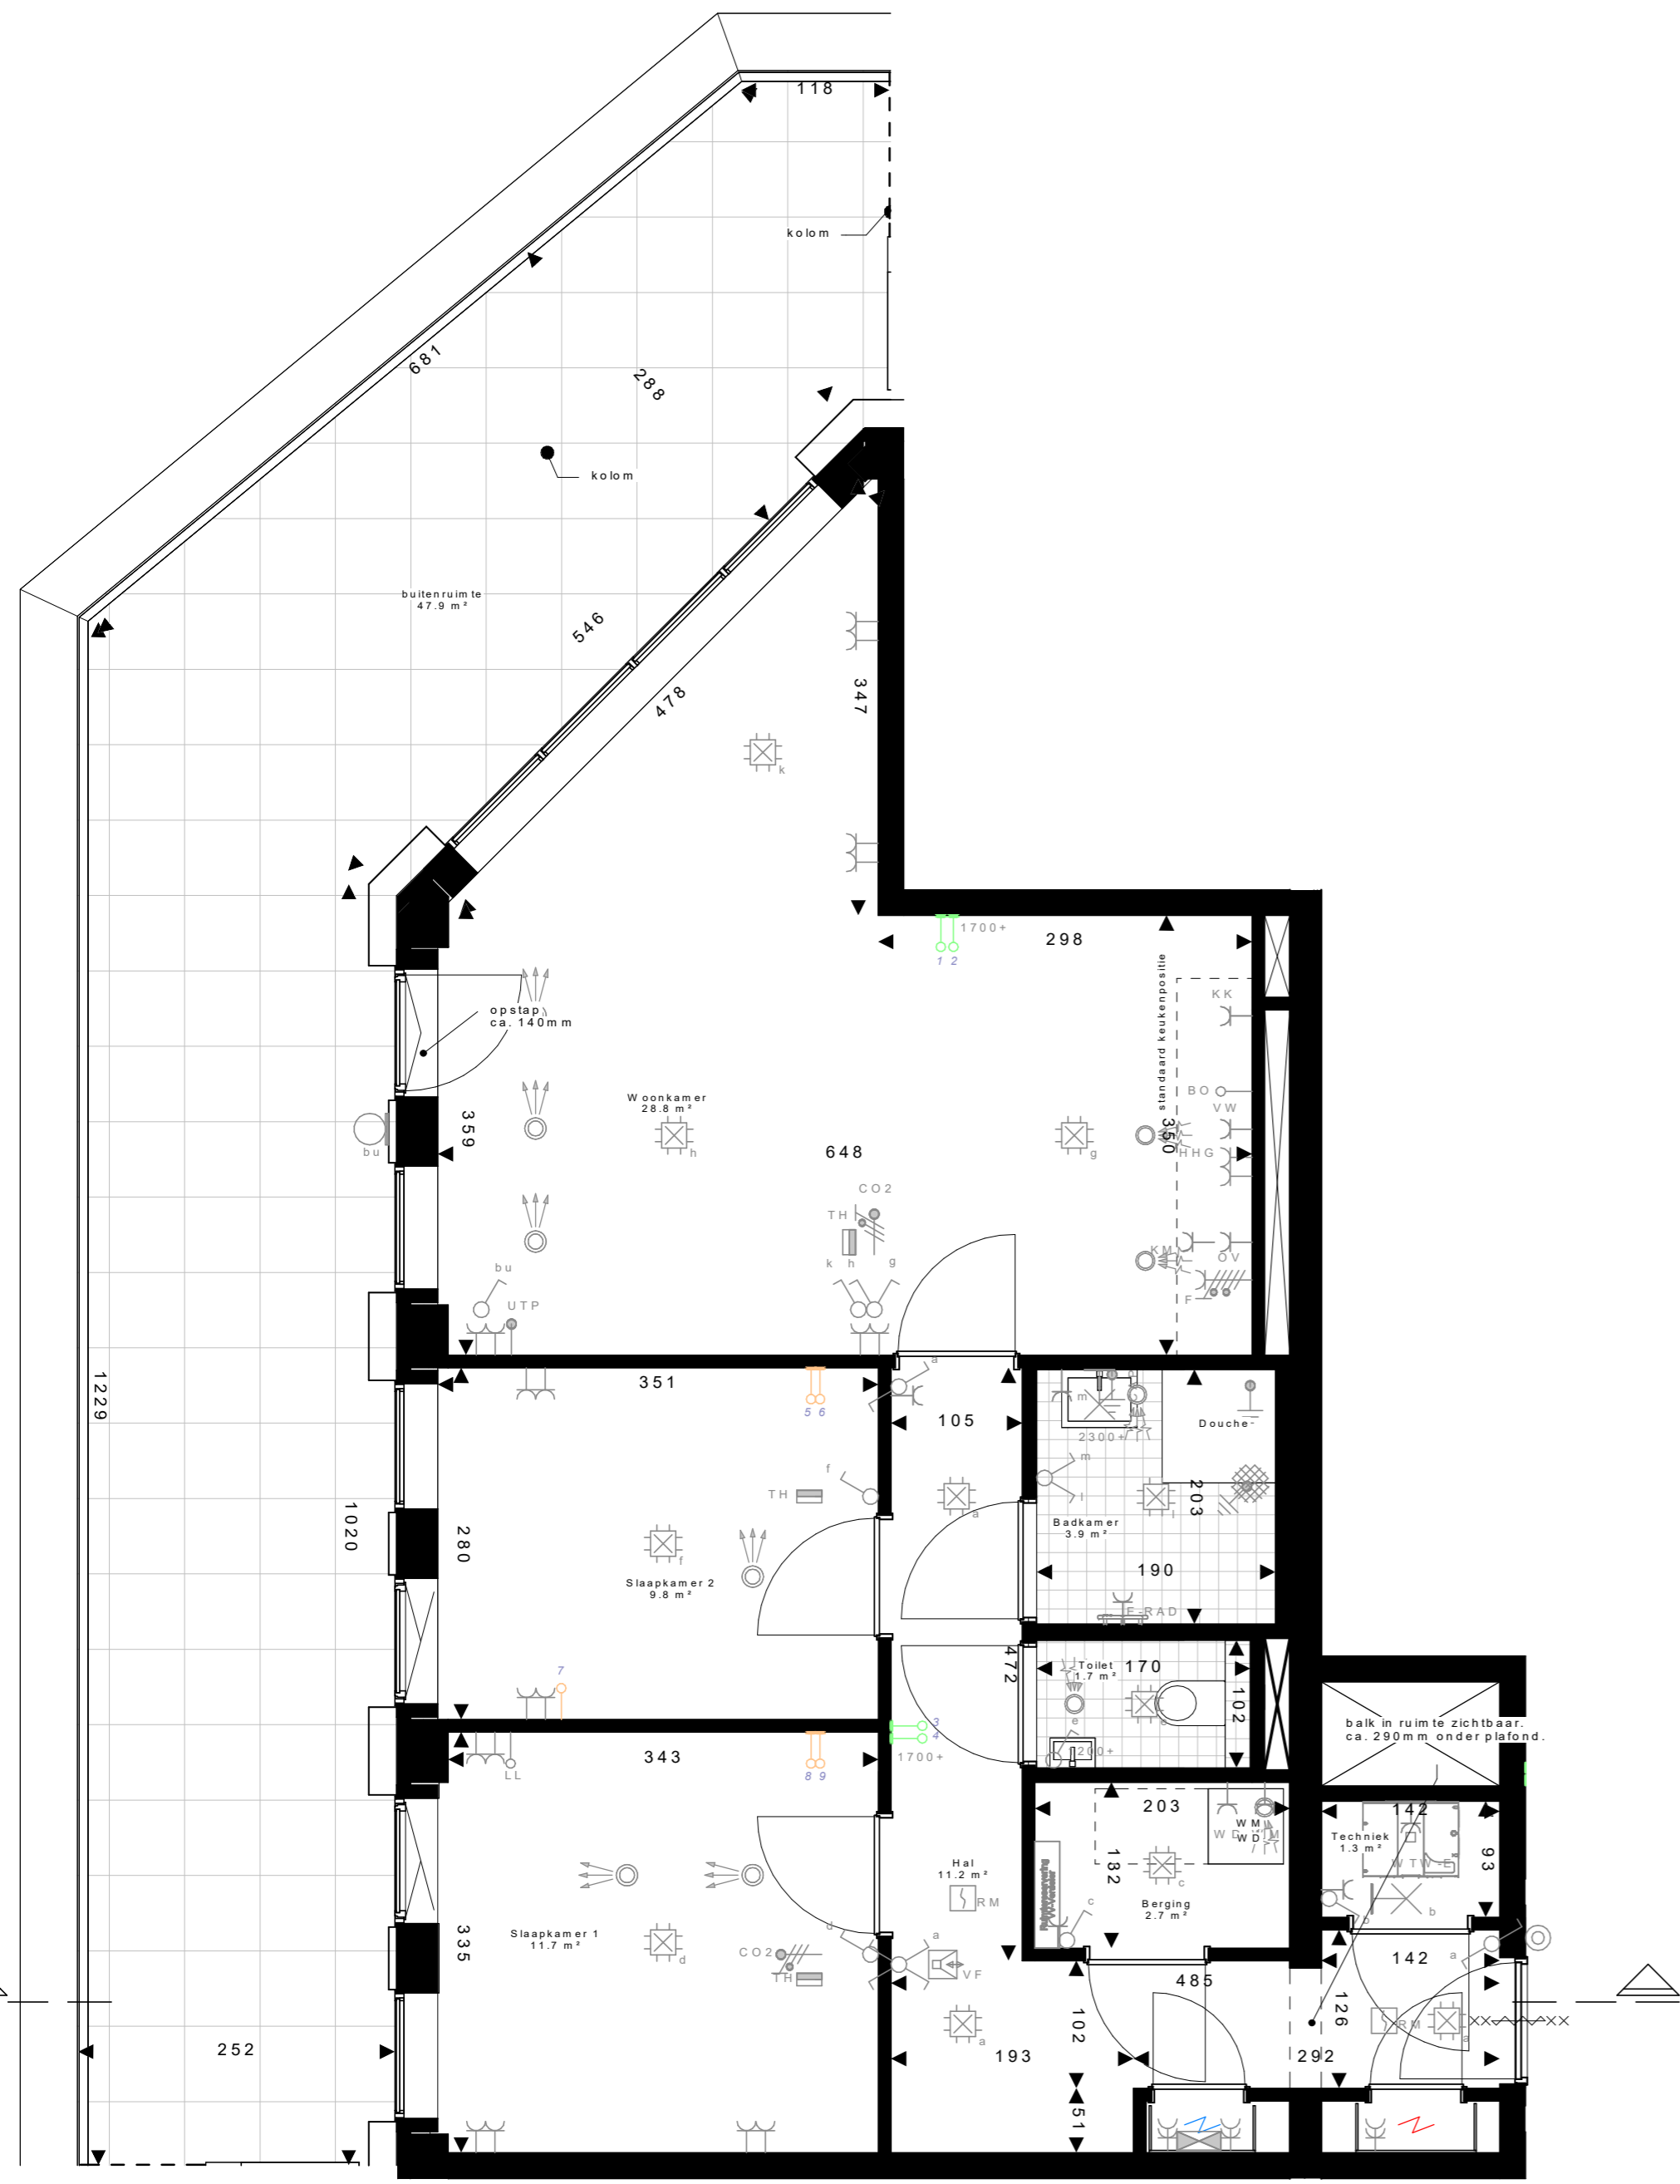 118
kolom
681
288
kolom
buitenruimte
47.9 m²
546
478
347
k
1700+
298
1 2
standaard keukenpositie
KK
opstap
ca. 140mm
BO
VW
Woonkamer
28.8 m²
359
350
bu
h
648
g
HHG
CO2
TH
KM
OV
k h g
bu
F
UTP
1229
351
a
5 6
105
m
Douche
2300+
f
m
TH
l
a
l
203
1020
280
Badkamer
3.9 m²
f
Slaapkamer 2
9.8 m²
190
E-RAD
472
Toilet
1.7 m²
170
7
102
e
e
3
4
1200+
balk in ruimte zichtbaar.
ca. 290mm onder plafond.
343
1700+
LL
8 9
203
142
WM
WD
WD
WM
Techniek
1.3 m²
Hal
11.2 m²
182
WTW-E
93
c
RM
c
Berging
2.7 m²
b
b
335
Slaapkamer 1
11.7 m²
d
a
CO2
d
TH
VF
a
142
485
102
126
a
RM
a
252
193
292
51